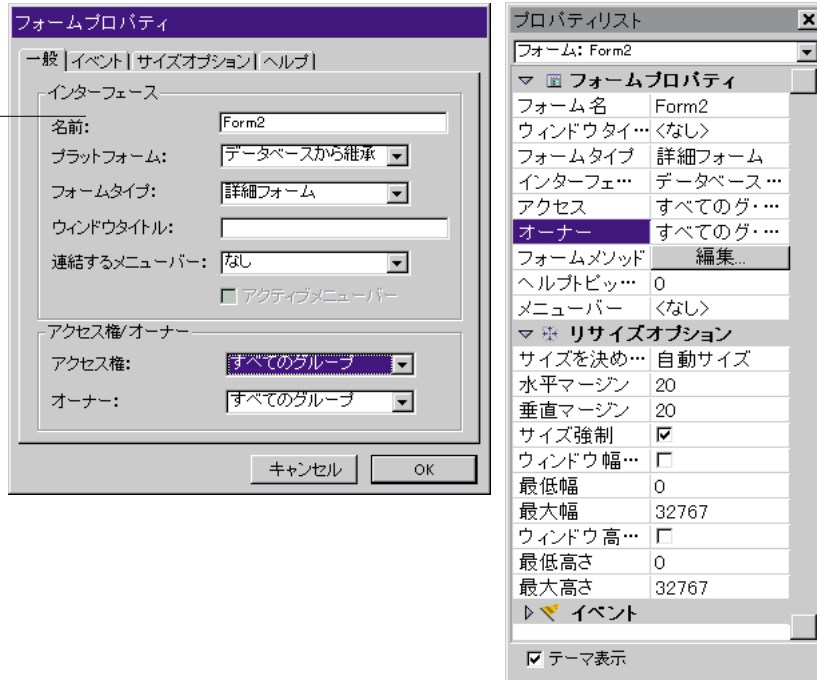 フォームプロパティ
一般 イベント サイズオプション ヘルプ
インターフェース
名前: Form2
プラットフォーム: データベースから継承
フォームタイプ: 詳細フォーム
ウィンドウタイトル:
連結するメニューバー: なし
アクティブメニューバー
アクセス権/オーナー
アクセス権: すべてのグループ
オーナー: すべてのグループ
キャンセル OK
プロパティリスト
フォーム: Form2
フォームプロパティ
フォーム名 Form2
ウィンドウタイ… <なし>
フォームタイプ 詳細フォーム
インターフェ… データベース…
アクセス すべてのグ・…
オーナー すべてのグ・…
フォームメソッド 編集...
ヘルプトピッ… 0
メニューバー <なし>
リサイズオプション
サイズを決め… 自動サイズ
水平マージン 20
垂直マージン 20
サイズ強制
ウィンドウ幅…
最低幅 0
最大幅 32767
ウィンドウ高…
最低高さ 0
最大高さ 32767
イベント
テーマ表示